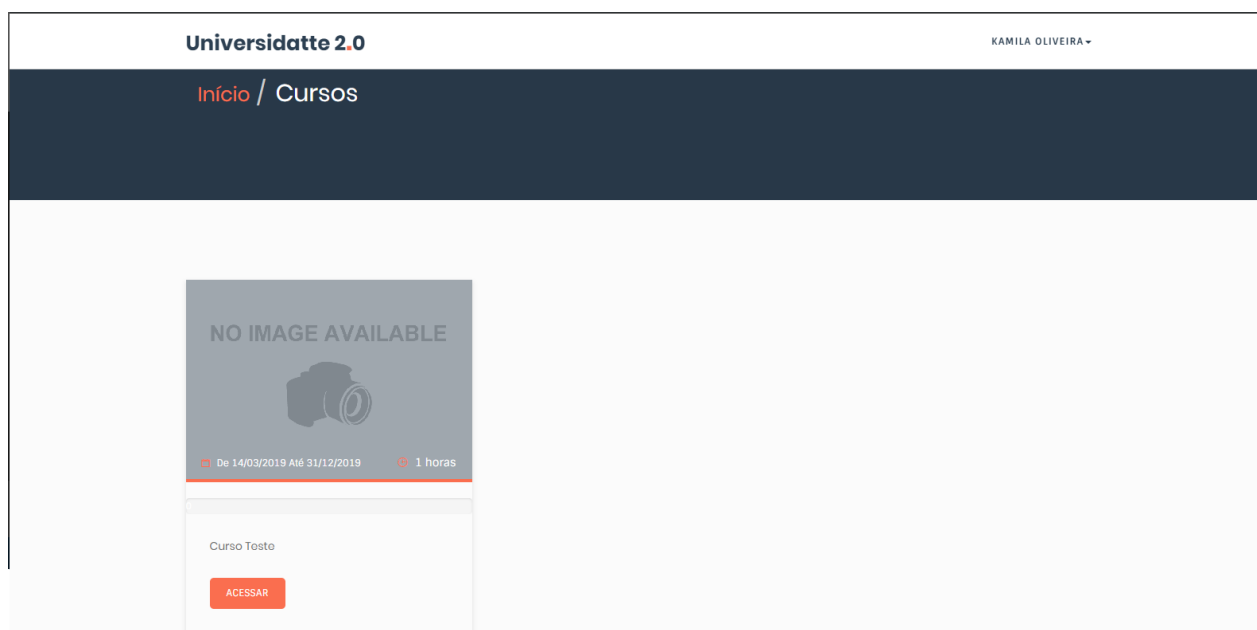 Universidatte 2.0
KAMILA OLIVEIRA
Início / Cursos
NO IMAGE AVAILABLE
De 14/03/2019 Até 31/12/2019
1 horas
Curso Teste
ACESSAR